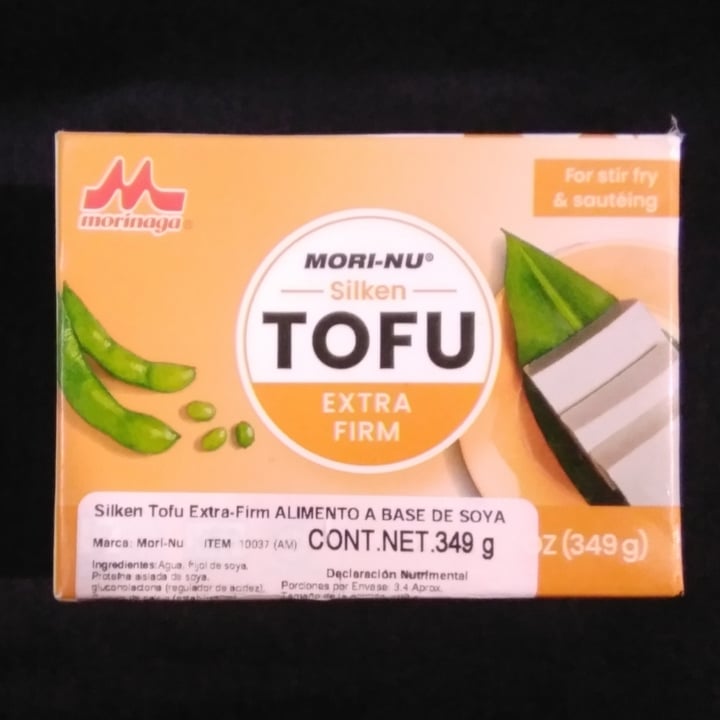 morinaga®
For stir fry
& sautéing
MORI-NU®
Silken
TOFU
EXTRA
FIRM
OZ (349 g)
Silken Tofu Extra-Firm ALIMENTO A BASE DE SOYA
Marca: Mori-Nu ITEM 10037 (AM) CONT.NET.349 g
Ingredientes: Agua, frijol de soya,
Proteína aislada de soya,
gluconolactona (regulador de acidez),
Declaración Nutrimental
Porciones por Envase: 3.4 Aprox.